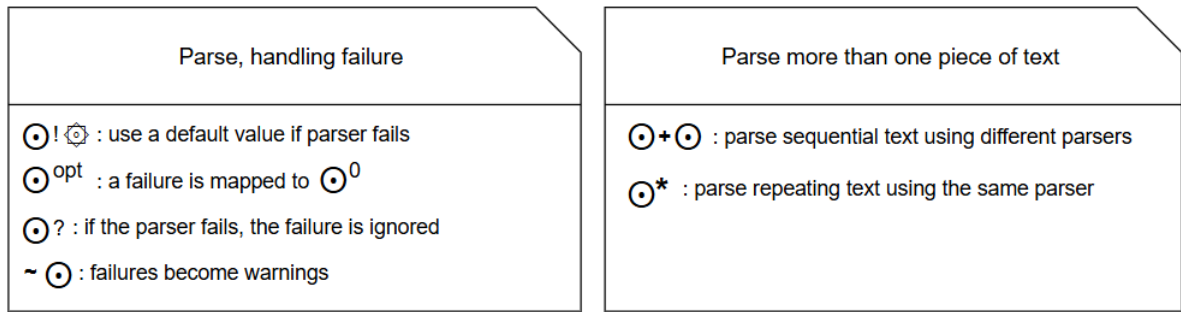 Parse, handling failure
⊙! ۞ : use a default value if parser fails
⊙opt : a failure is mapped to ⊙0
⊙? : if the parser fails, the failure is ignored
~ ⊙ : failures become warnings
Parse more than one piece of text
⊙+⊙ : parse sequential text using different parsers
⊙* : parse repeating text using the same parser